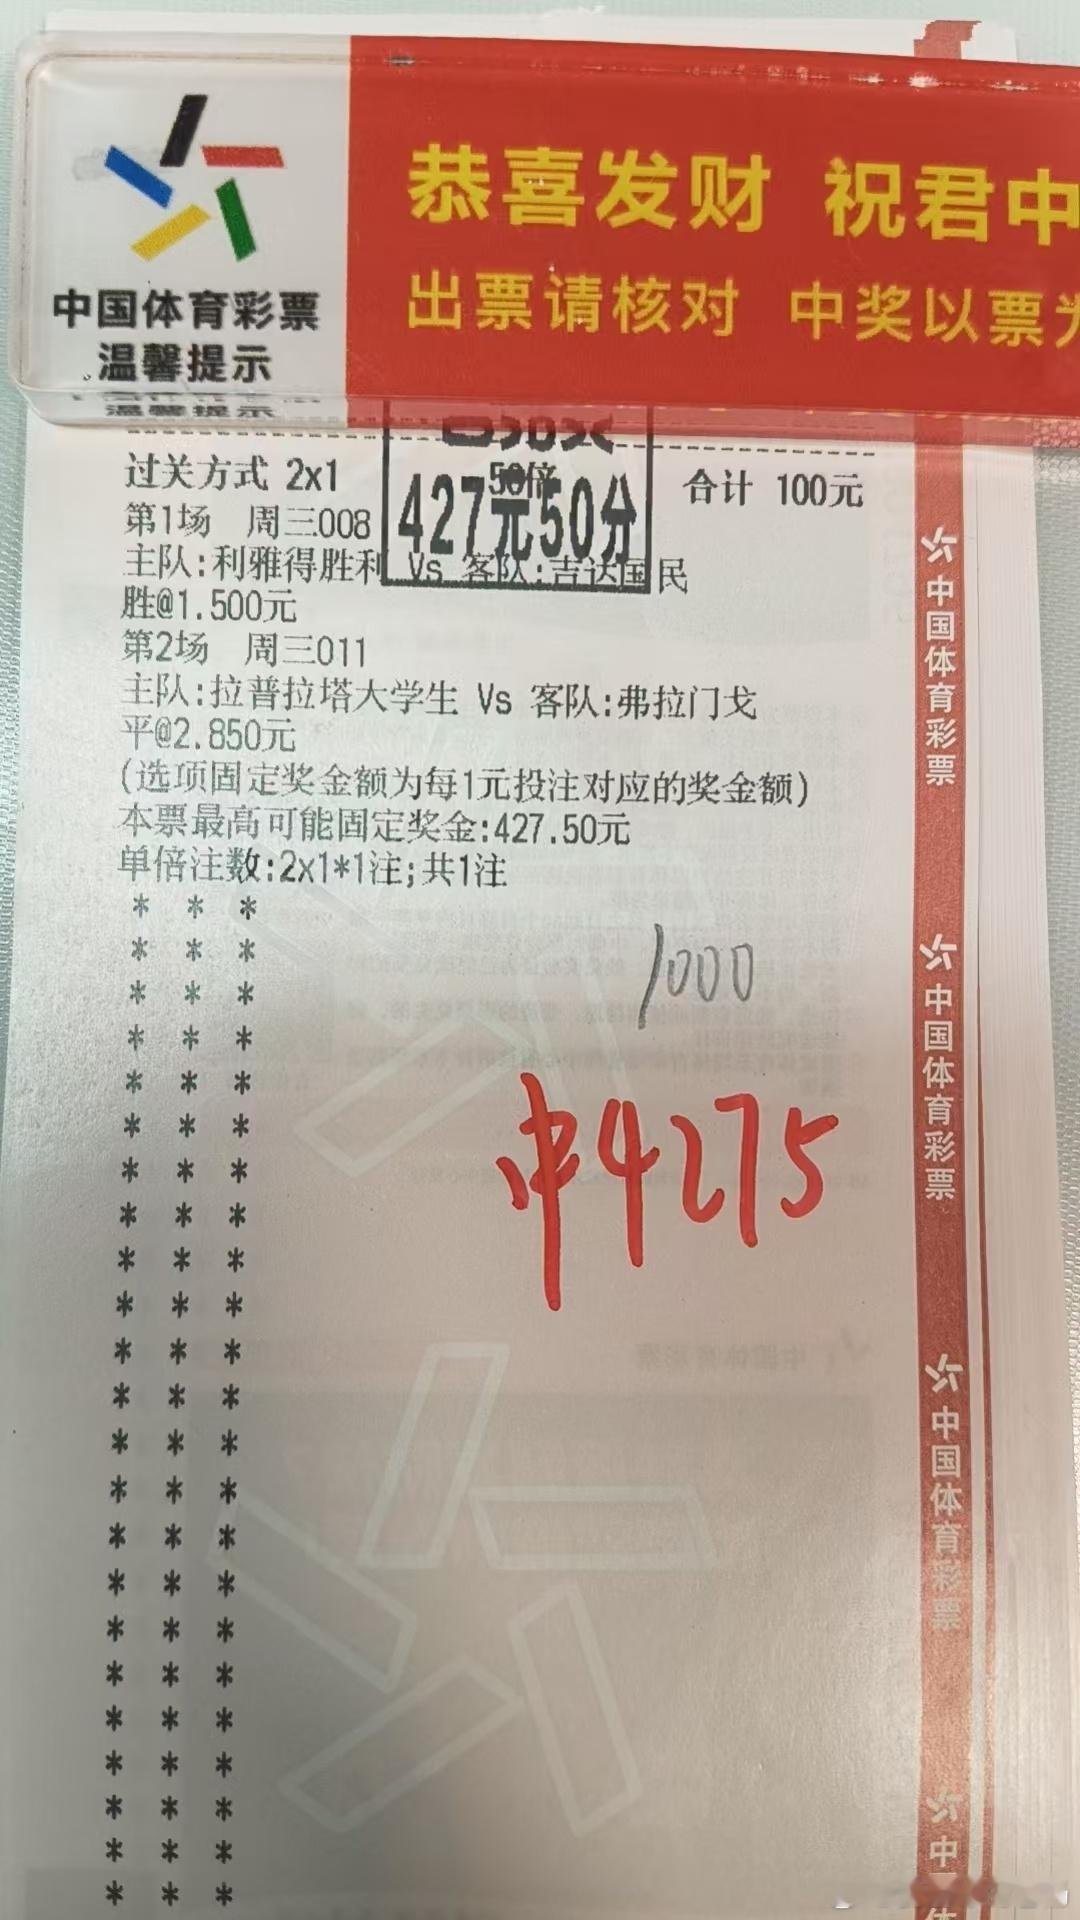 恭喜发财 祝君中
出票请核对 中奖以票为
中国体育彩票
温馨提示
温馨提示
过关方式 2x1 50倍 合计 100元
427元50分
第1场 周三008
主队:利雅得胜利 Vs 客队:吉达国民
胜@1.500元
第2场 周三011
主队:拉普拉塔大学生 Vs 客队:弗拉门戈
平@2.850元
(选项固定奖金额为每1元投注对应的奖金额)
本票最高可能固定奖金:427.50元
单倍注数:2x1*1注;共1注
1000
中4275
中国体育彩票
中国体育彩票
中国体育彩票
中